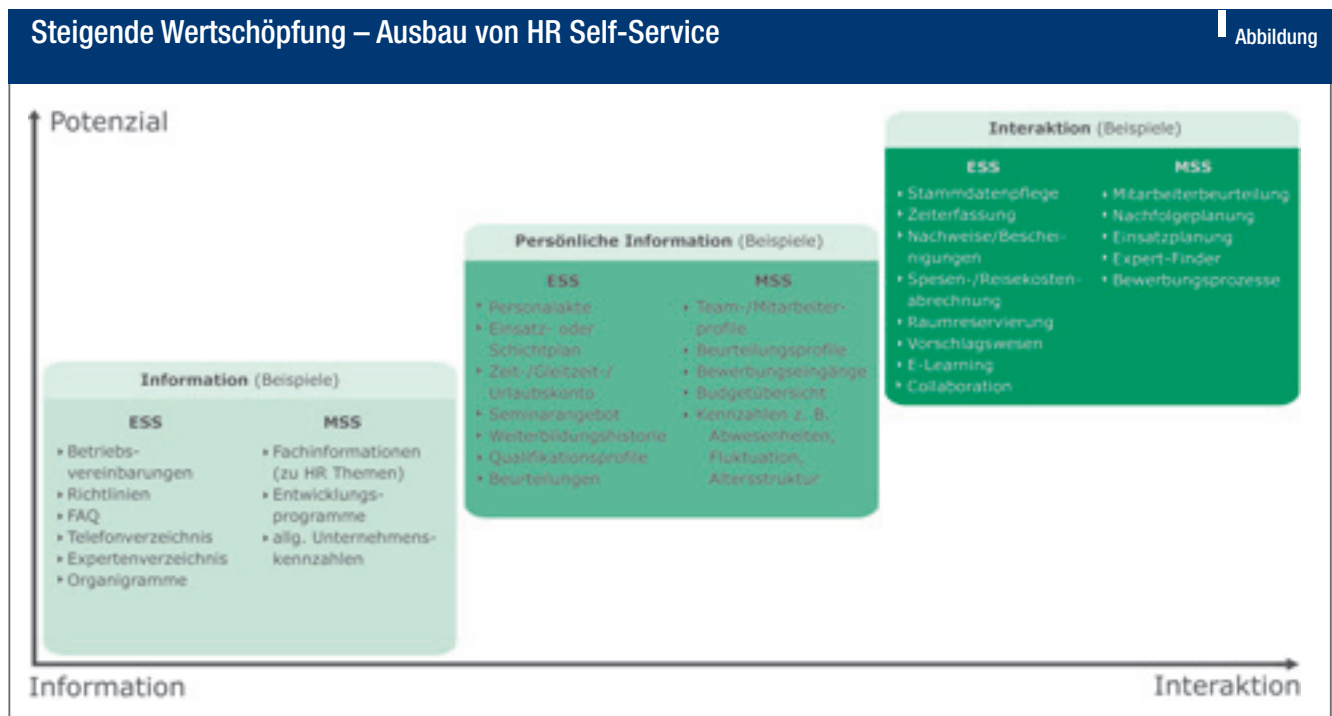 Steigende Wertschöpfung – Ausbau von HR Self-Service
Abbildung
Potenzial
Information (Beispiele)
ESS
Betriebs-
vereinbarungen
Richtlinien
FAQ
Telefonverzeichnis
Expertenverzeichnis
Organigramme
MSS
Fachinformationen
(zu HR Themen)
Entwicklungs-
programme
allg. Unternehmens-
kennzahlen
Persönliche Information (Beispiele)
ESS
Personalakte
Einsatz- oder
Schichtplan
Zeit-/Gleitzeit-/
Urlaubskonto
Seminarangebot
Weiterbildungshistorie
Qualifikationsprofile
Beurteilungen
MSS
Team-/Mitarbeiter-
profile
Beurteilungsprofile
Bewerbungseingänge
Budgetübersicht
Kennzahlen z. B.
Abwesenheiten,
Fluktuation,
Altersstruktur
Interaktion (Beispiele)
ESS
Stammdatenpflege
Zeiterfassung
Nachweise/Beschei-
nigungen
Spesen-/Reisekosten-
abrechnung
Raumreservierung
Vorschlagswesen
E-Learning
Collaboration
MSS
Mitarbeiterbeurteilung
Nachfolgeplanung
Einsatzplanung
Expert-Finder
Bewerbungsprozesse
Information
Interaktion